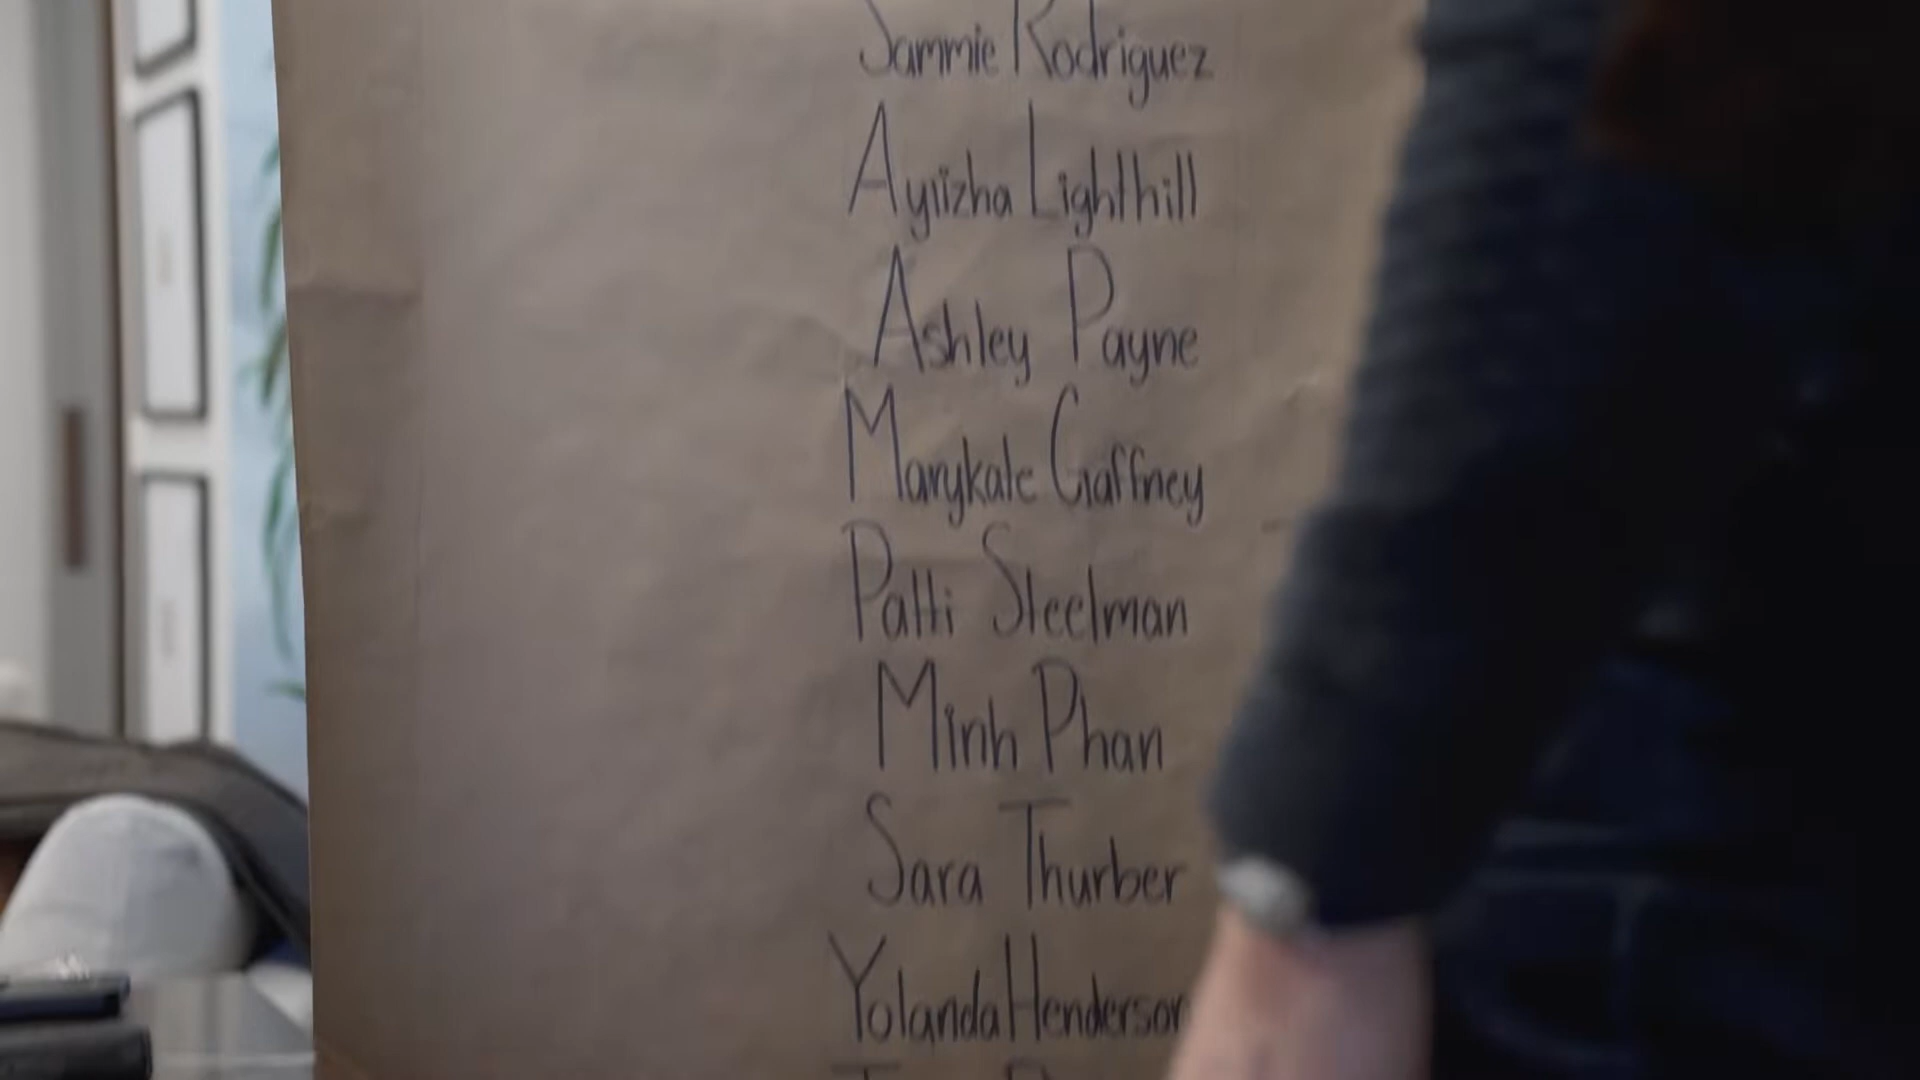 Sammie Rodriguez
Ayiizha Lighthill
Ashley Payne
Marykate Gaffney
Patti Steelman
Minh Phan
Sara Thurber
Yolanda Henderson